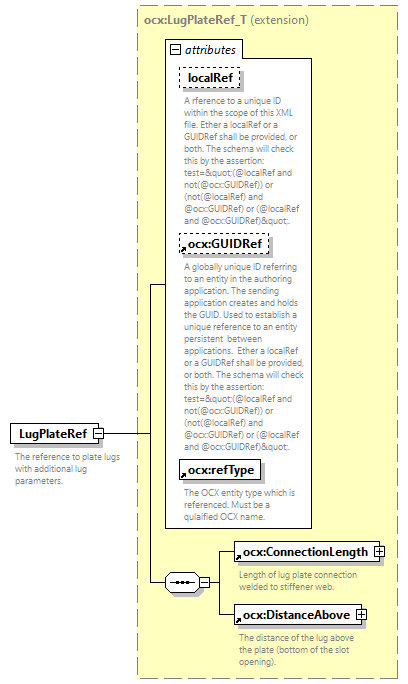 ocx:LugPlateRef_T (extension)
attributes
localRef
A rference to a unique ID
within the scope of this XML
file. Ether a localRef or a
GUIDRef shall be provided, or
both. The schema will check
this by the assertion:
test=&quot;(@localRef and
not(@ocx:GUIDRef)) or
(not(@localRef) and
@ocx:GUIDRef) or (@localRef
and @ocx:GUIDRef)&quot;.
ocx:GUIDRef
A globally unique ID referring
to an entity in the authoring
application. The sending
application creates and holds
the GUID. Used to establish a
unique reference to an entity
persistent  between
applications.  Ether a localRef
or a GUIDRef shall be provided,
or both. The schema will check
this by the assertion:
test=&quot;(@localRef and
not(@ocx:GUIDRef)) or
(not(@localRef) and
@ocx:GUIDRef) or (@localRef
and @ocx:GUIDRef)&quot;.
LugPlateRef
The reference to plate lugs
with additional lug
parameters.
ocx:refType
The OCX entity type which is
referenced. Must be a
qulaified OCX name.
ocx:ConnectionLength
Length of lug plate connection
welded to stiffener web.
ocx:DistanceAbove
The distance of the lug above
the plate (bottom of the slot
opening).